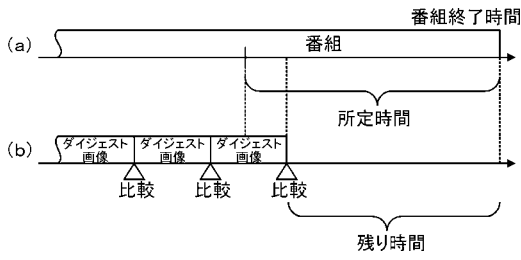 番組終了時間
(a)
番組
所定時間
(b)
ダイジェスト
画像
ダイジェスト
画像
ダイジェスト
画像
比較
比較
比較
残り時間